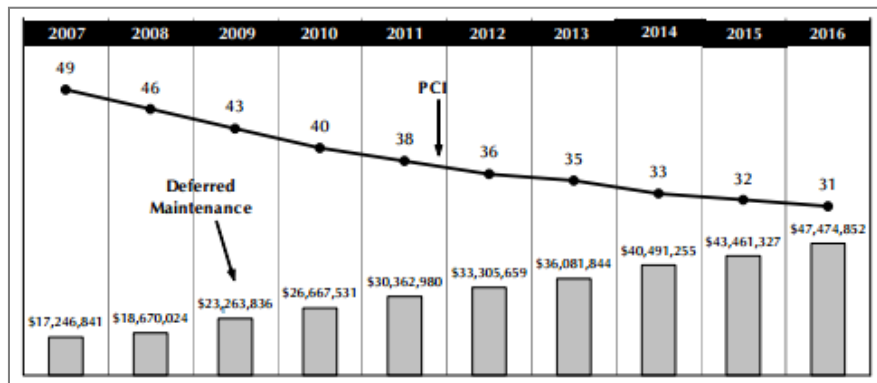 2007 2008 2009 2010 2011 2012 2013 2014 2015 2016
49 46 43 40 38 36 35 33 32 31
PCI
Deferred
Maintenance
$17,246,841 $18,670,024 $23,263,836 $26,667,531 $30,362,980 $33,305,659 $36,081,844 $40,491,255 $43,461,327 $47,474,852